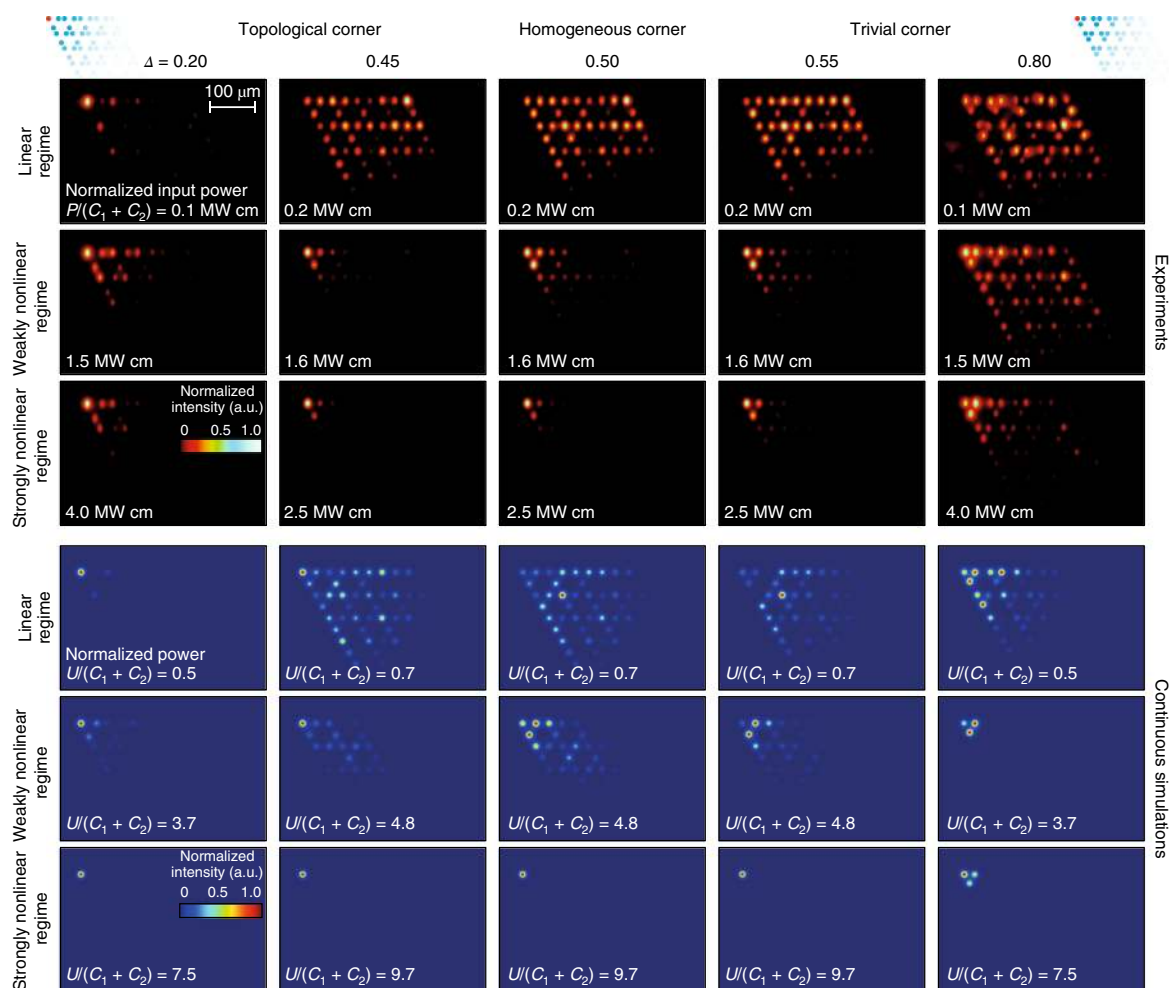 Topological corner Homogeneous corner Trivial corner
Δ = 0.20 0.45 0.50 0.55 0.80
Linear
regime
100 μm
Normalized input power
P/(C1 + C2) = 0.1 MW cm 0.2 MW cm 0.2 MW cm 0.2 MW cm 0.1 MW cm
Weakly nonlinear
regime
1.5 MW cm 1.6 MW cm 1.6 MW cm 1.6 MW cm 1.5 MW cm
Experiments
Strongly nonlinear
regime
Normalized
intensity (a.u.)
0 0.5 1.0
4.0 MW cm 2.5 MW cm 2.5 MW cm 2.5 MW cm 4.0 MW cm
Linear
regime
Normalized power
U/(C1 + C2) = 0.5 U/(C1 + C2) = 0.7 U/(C1 + C2) = 0.7 U/(C1 + C2) = 0.7 U/(C1 + C2) = 0.5
Weakly nonlinear
regime
U/(C1 + C2) = 3.7 U/(C1 + C2) = 4.8 U/(C1 + C2) = 4.8 U/(C1 + C2) = 4.8 U/(C1 + C2) = 3.7
Continuous simulations
Strongly nonlinear
regime
Normalized
intensity (a.u.)
0 0.5 1.0
U/(C1 + C2) = 7.5 U/(C1 + C2) = 9.7 U/(C1 + C2) = 9.7 U/(C1 + C2) = 9.7 U/(C1 + C2) = 7.5